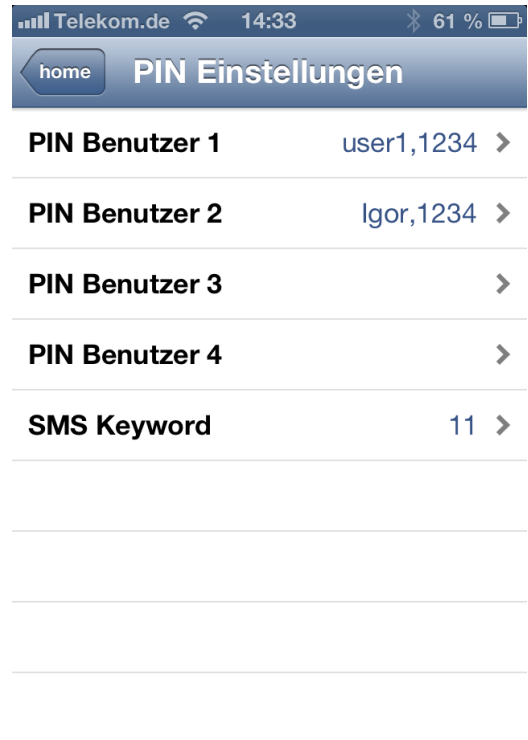 Telekom.de 14:33 61 %
home PIN Einstellungen
PIN Benutzer 1 user1,1234
PIN Benutzer 2 Igor,1234
PIN Benutzer 3
PIN Benutzer 4
SMS Keyword 11